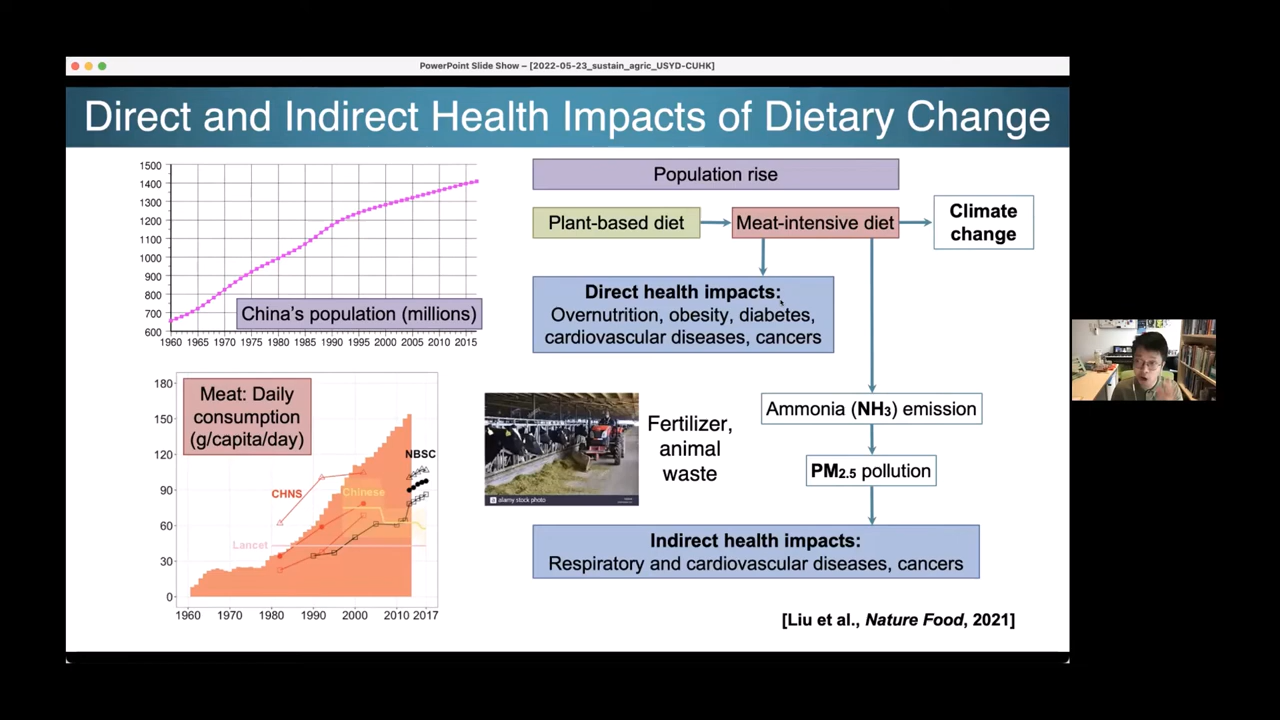 PowerPoint Slide Show – [2022-05-23_sustain_agric_USYD-CUHK]
Direct and Indirect Health Impacts of Dietary Change
1500
1400
1300
1200
1100
1000
900
800
700
600
1960 1965 1970 1975 1980 1985 1990 1995 2000 2005 2010 2015
China's population (millions)
180
150
120
90
60
30
0
1960 1970 1980 1990 2000 2010 2017
Meat: Daily
consumption
(g/capita/day)
NBSC
CHNS
Chinese
Lancet
Population rise
Plant-based diet
Meat-intensive diet
Climate
change
Direct health impacts:
Overnutrition, obesity, diabetes,
cardiovascular diseases, cancers
alamy stock photo
Fertilizer,
animal
waste
Ammonia (NH₃) emission
PM₂.₅ pollution
Indirect health impacts:
Respiratory and cardiovascular diseases, cancers
[Liu et al., Nature Food, 2021]